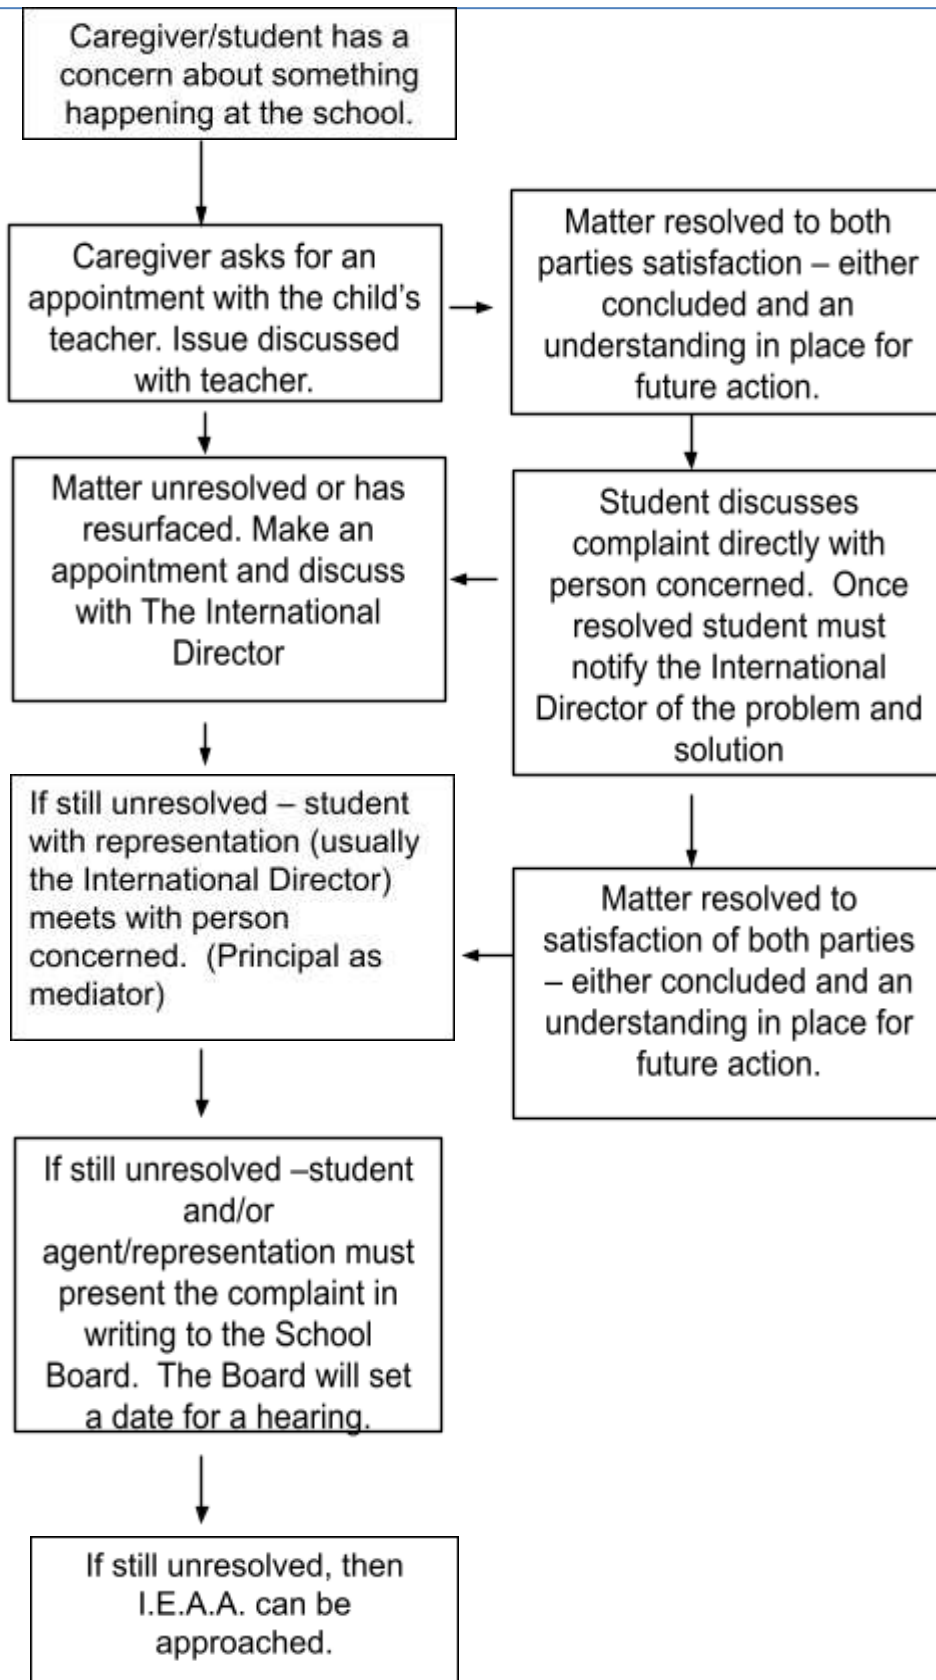 Caregiver/student has a
concern about something
happening at the school.
Caregiver asks for an
appointment with the child's
teacher. Issue discussed
with teacher.
Matter resolved to both
parties satisfaction – either
concluded and an
understanding in place for
future action.
Matter unresolved or has
resurfaced. Make an
appointment and discuss
with The International
Director
Student discusses
complaint directly with
person concerned.  Once
resolved student must
notify the International
Director of the problem and
solution
If still unresolved – student
with representation (usually
the International Director)
meets with person
concerned.  (Principal as
mediator)
Matter resolved to
satisfaction of both parties
– either concluded and an
understanding in place for
future action.
If still unresolved –student
and/or
agent/representation must
present the complaint in
writing to the School
Board.  The Board will set
a date for a hearing.
If still unresolved, then
I.E.A.A. can be
approached.